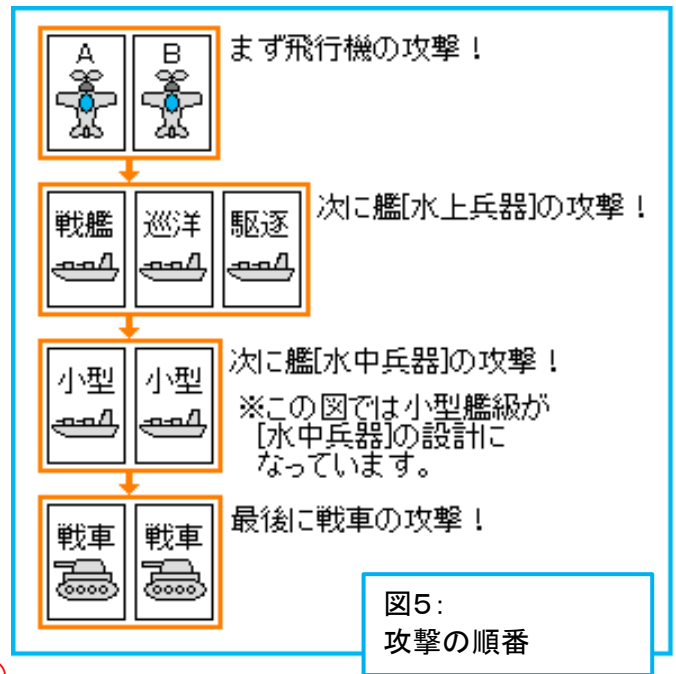 A B
まず飛行機の攻撃！
戦艦 巡洋 駆逐
次に艦[水上兵器]の攻撃！
小型 小型
次に艦[水中兵器]の攻撃！
※この図では小型艦級が
[水中兵器]の設計に
なっています。
戦車 戦車
最後に戦車の攻撃！
図5：
攻撃の順番